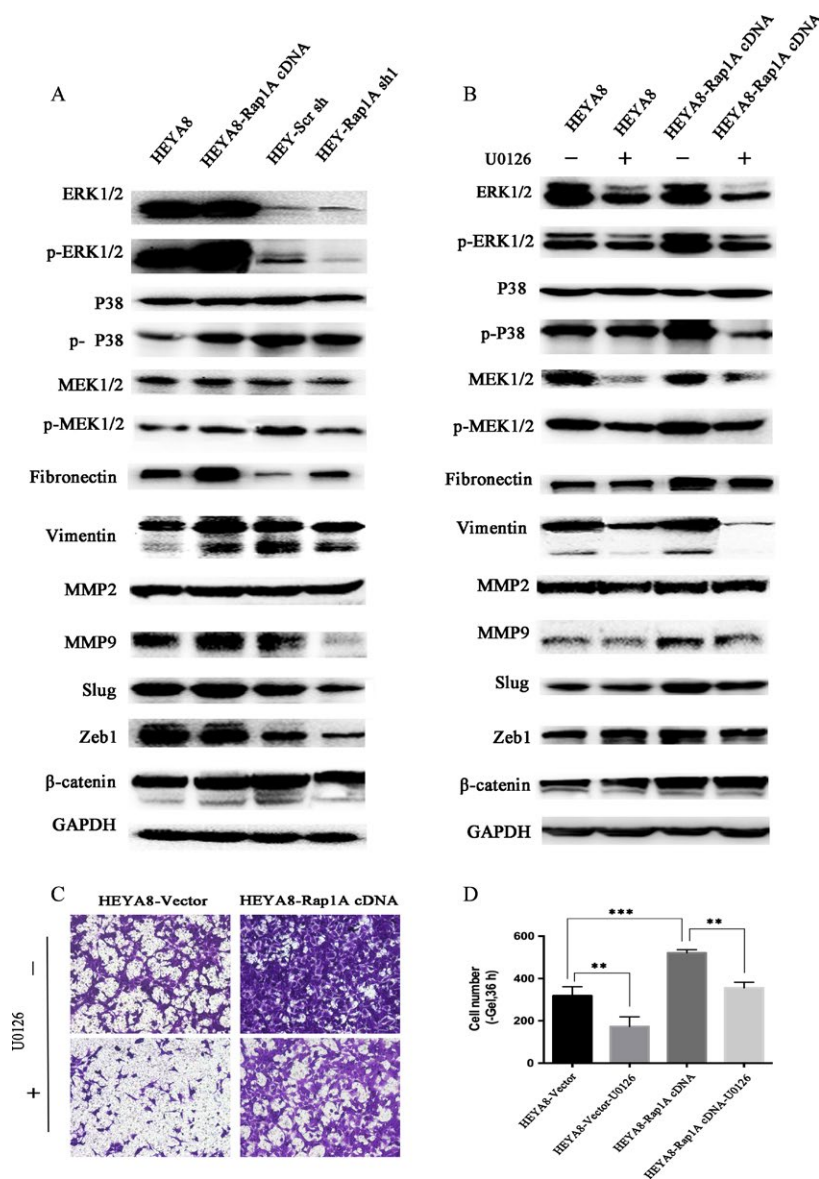 A
HEYA8
HEYA8-Rap1A cDNA
HEY-Scr sh
HEY-Rap1A sh1
ERK1/2
p-ERK1/2
P38
p- P38
MEK1/2
p-MEK1/2
Fibronectin
Vimentin
MMP2
MMP9
Slug
Zeb1
β-catenin
GAPDH
B
HEYA8
HEYA8
HEYA8-Rap1A cDNA
HEYA8-Rap1A cDNA
U0126 − + − +
ERK1/2
p-ERK1/2
P38
p-P38
MEK1/2
p-MEK1/2
Fibronectin
Vimentin
MMP2
MMP9
Slug
Zeb1
β-catenin
GAPDH
C
HEYA8-Vector HEYA8-Rap1A cDNA
U0126
−
+
D
Cell number
(-Gel,36 h)
600
400
200
0
***
**
**
HEYA8-Vector
HEYA8-Vector-U0126
HEYA8-Rap1A cDNA
HEYA8-Rap1A cDNA-U0126